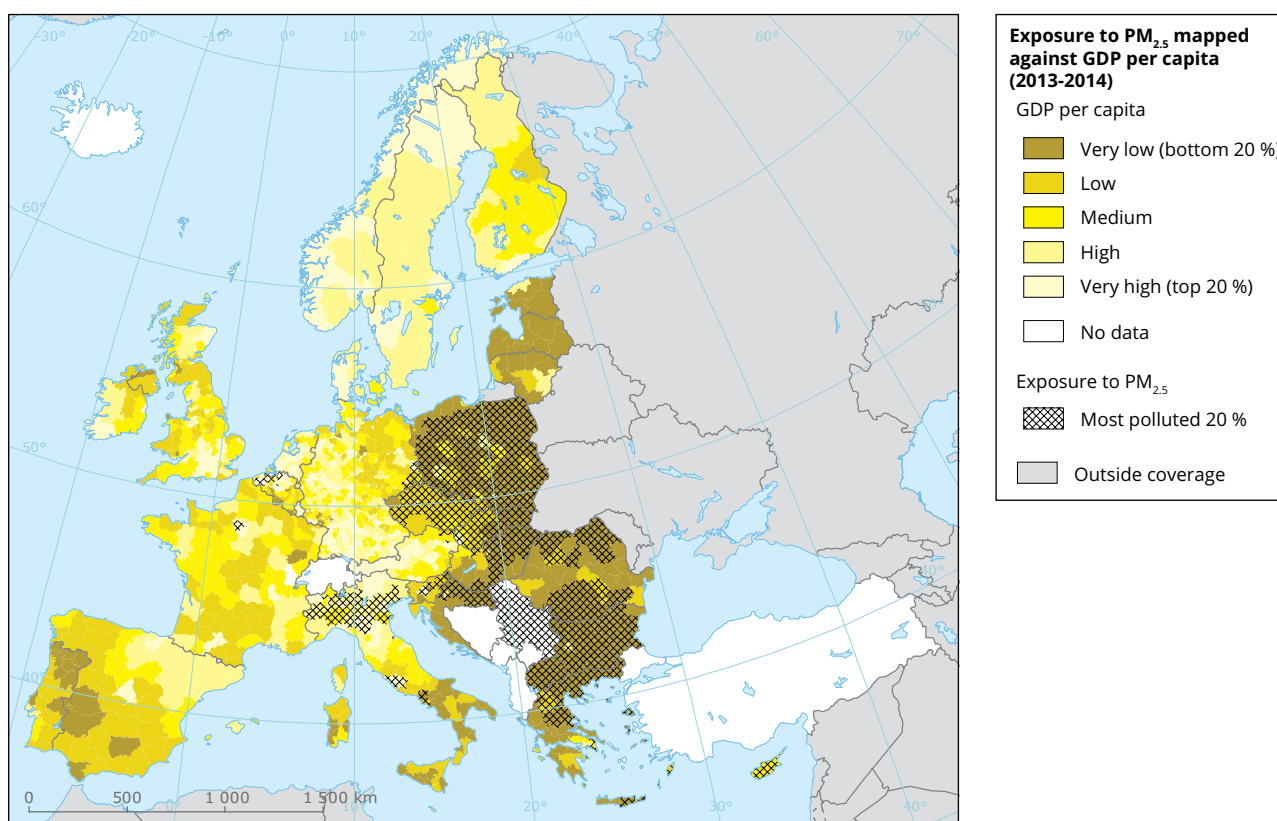 -30°
-20°
-10°
0°
10°
20°
30°
40°
50°
60°
70°
60°
50°
40°
40°
0
500
1 000
1 500 km
0°
10°
20°
30°
40°
Exposure to PM2.5 mapped
against GDP per capita
(2013-2014)
GDP per capita
Very low (bottom 20 %)
Low
Medium
High
Very high (top 20 %)
No data
Exposure to PM2.5
Most polluted 20 %
Outside coverage